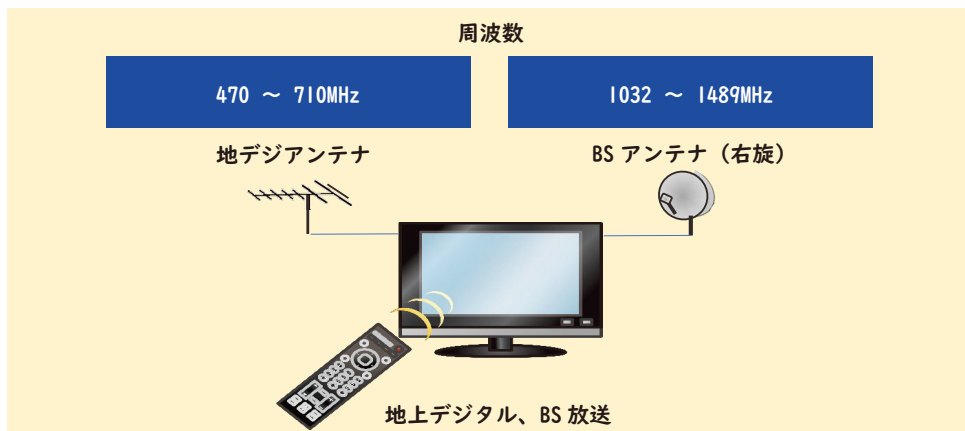 周波数
470 ～ 710MHz
1032 ～ 1489MHz
地デジアンテナ
BS アンテナ（右旋）
地上デジタル、BS 放送